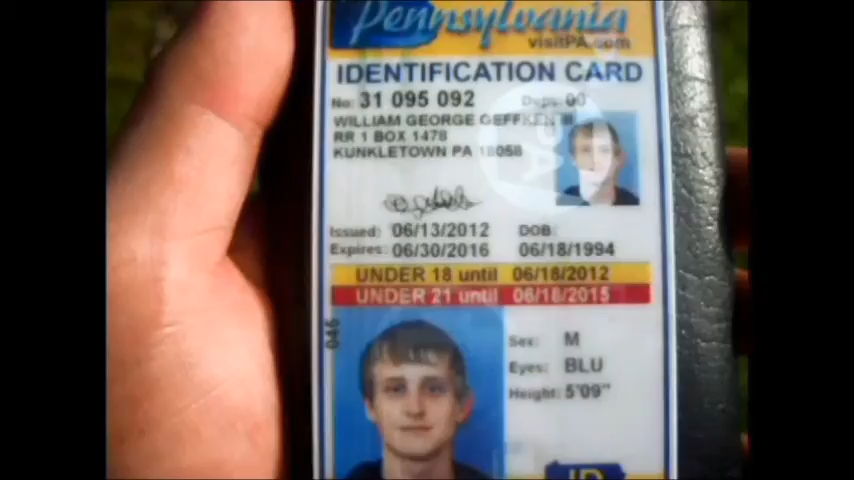 Pennsylvania
visitPA.com
IDENTIFICATION CARD
No: 31 095 092 Dups: 00
WILLIAM GEORGE GEFFKEN III
RR 1 BOX 1478
KUNKLETOWN PA 18058
Issued: 06/13/2012 DOB:
Expires: 06/30/2016 06/18/1994
UNDER 18 until 06/18/2012
UNDER 21 until 06/18/2015
Sex: M
Eyes: BLU
Height: 5'09"
ID